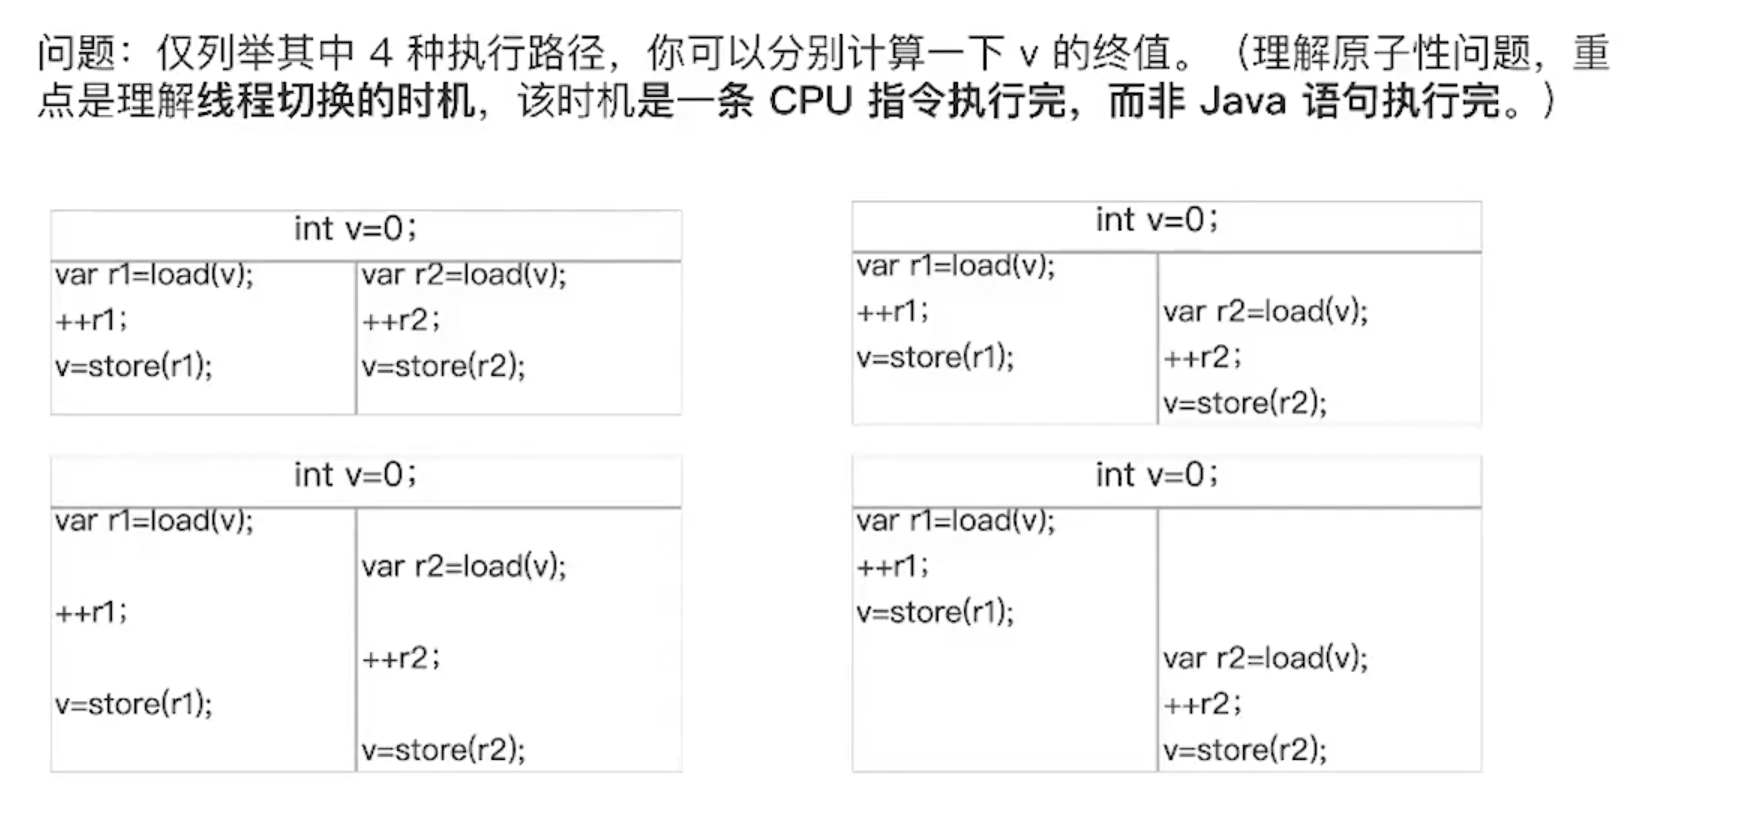 问题：仅列举其中 4 种执行路径，你可以分别计算一下 v 的终值。（理解原子性问题，重
点是理解线程切换的时机，该时机是一条 CPU 指令执行完，而非 Java 语句执行完。）
int v=0;
var r1=load(v);
++r1;
v=store(r1);
var r2=load(v);
++r2;
v=store(r2);
int v=0;
var r1=load(v);
++r1;
v=store(r1);
var r2=load(v);
++r2;
v=store(r2);
int v=0;
var r1=load(v);
var r2=load(v);
++r1;
++r2;
v=store(r1);
v=store(r2);
int v=0;
var r1=load(v);
++r1;
v=store(r1);
var r2=load(v);
++r2;
v=store(r2);